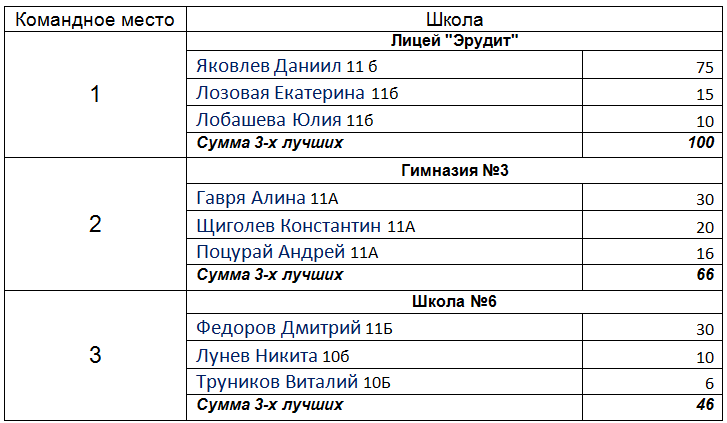 Командное место Школа
Лицей "Эрудит"
Яковлев Даниил 11 б 75
1 Лозовая Екатерина 11б 15
Лобашева Юлия 11б 10
Сумма 3-х лучших 100
Гимназия №3
Гавря Алина 11А 30
2 Щиголев Константин 11А 20
Поцурай Андрей 11А 16
Сумма 3-х лучших 66
Школа №6
Федоров Дмитрий 11Б 30
3 Лунев Никита 10б 10
Труников Виталий 10Б 6
Сумма 3-х лучших 46